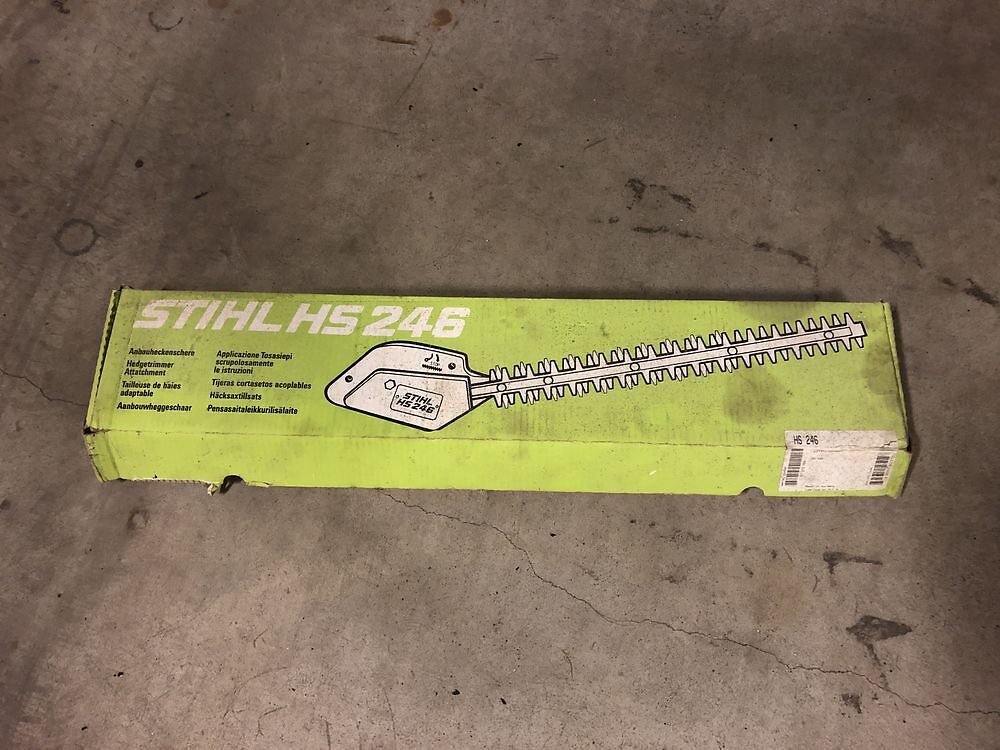 STIHL HS 246
Anbauheckenschere
Hedgetrimmer
Attatchment
Tailleuse de haies
adaptable
Aanbouwheggeschaar
Applicazione Tosasiepi
scrupolosamente
le istruzioni
Tijeras cortasetos acoplables
Häcksaxtillsats
Pensasaitaleikkurilisälaite
STIHL
HS 246
HS 246